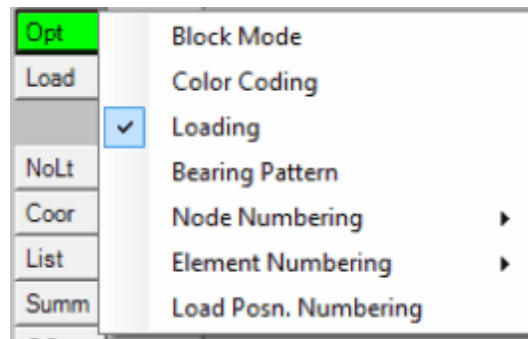 Opt
Load
NoLt
Coor
List
Summ
Block Mode
Color Coding
Loading
Bearing Pattern
Node Numbering
Element Numbering
Load Posn. Numbering